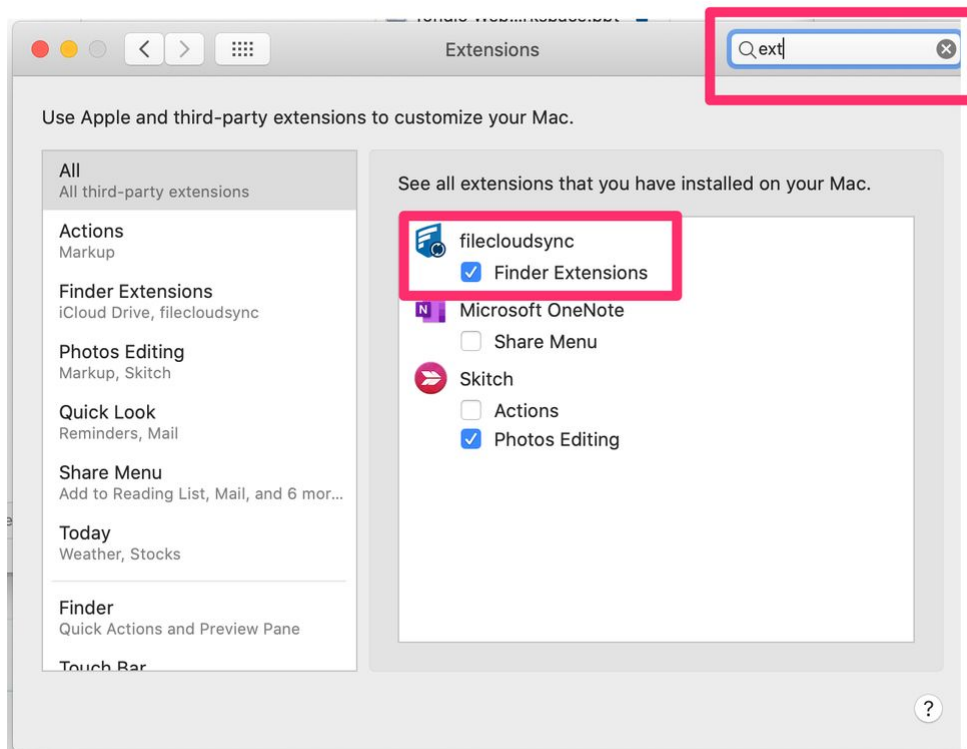 Extensions
ext
Use Apple and third-party extensions to customize your Mac.
All
All third-party extensions
Actions
Markup
Finder Extensions
iCloud Drive, filecloudsync
Photos Editing
Markup, Skitch
Quick Look
Reminders, Mail
Share Menu
Add to Reading List, Mail, and 6 mor...
Today
Weather, Stocks
Finder
Quick Actions and Preview Pane
Touch Bar
See all extensions that you have installed on your Mac.
filecloudsync
Finder Extensions
N
Microsoft OneNote
Share Menu
Skitch
Actions
Photos Editing
?